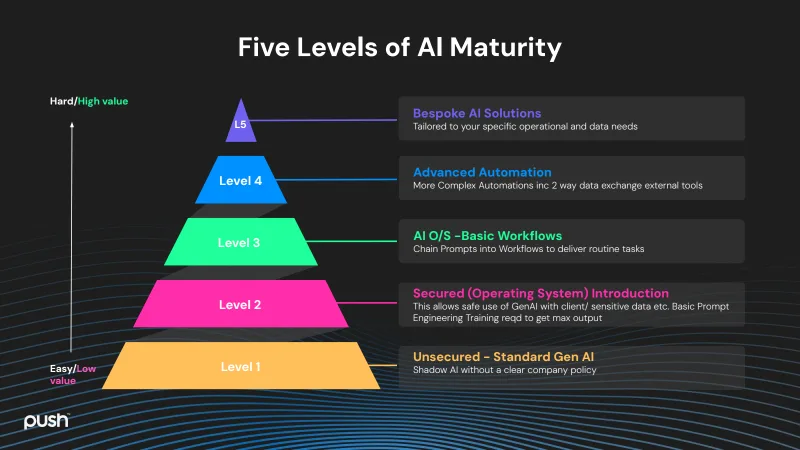 Five Levels of AI Maturity
Hard/High value
L5
Bespoke AI Solutions
Tailored to your specific operational and data needs
Level 4
Advanced Automation
More Complex Automations inc 2 way data exchange external tools
Level 3
AI O/S -Basic Workflows
Chain Prompts into Workflows to deliver routine tasks
Level 2
Secured (Operating System) Introduction
This allows safe use of GenAI with client/ sensitive data etc. Basic Prompt
Engineering Training reqd to get max output
Easy/Low
value
Level 1
Unsecured - Standard Gen AI
Shadow AI without a clear company policy
push